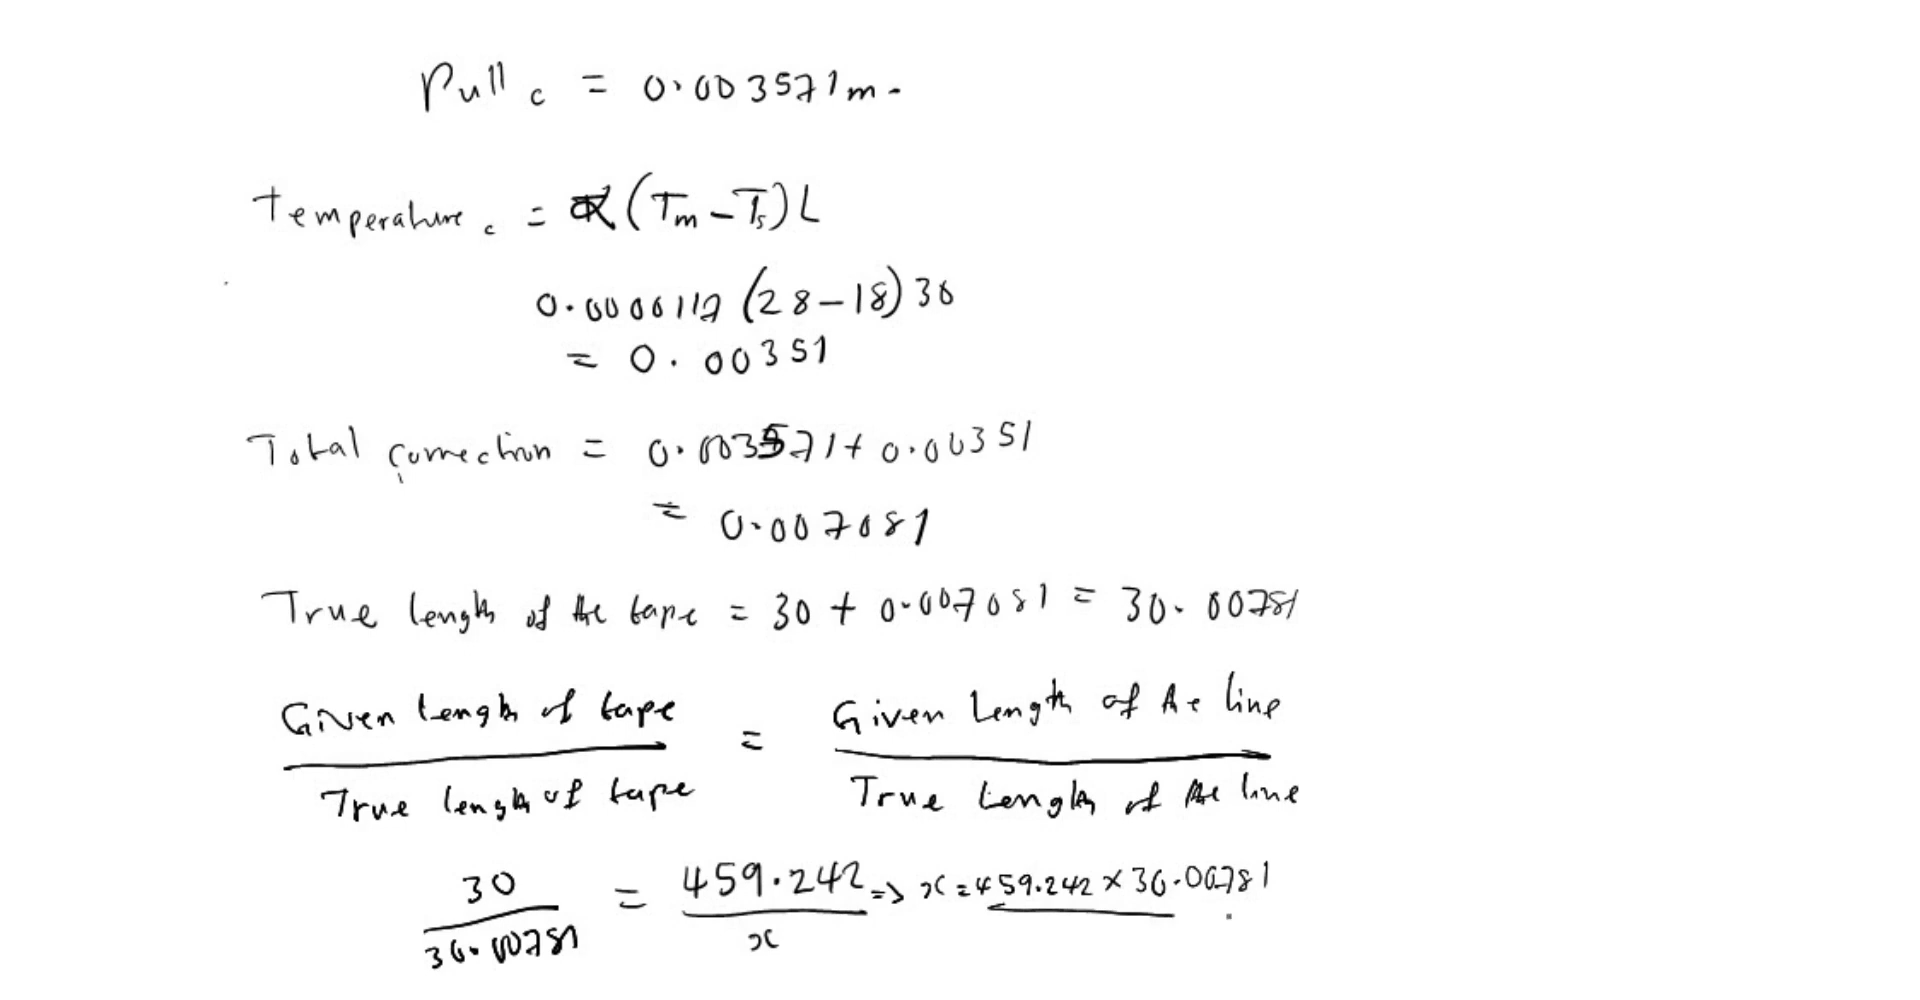 Pull c = 0.003571m.
Temperature c = α(Tm - Ts)L
0.0000117(28-18)30
= 0.00351
Total correction = 0.003571+0.00351
= 0.007081
True length of the tape = 30 + 0.007081 = 30.00781
Given length of tape = Given Length of the line
True length of tape True Length of the line
30 = 459.242 => x = 459.242 × 30.00781
30.00781 x